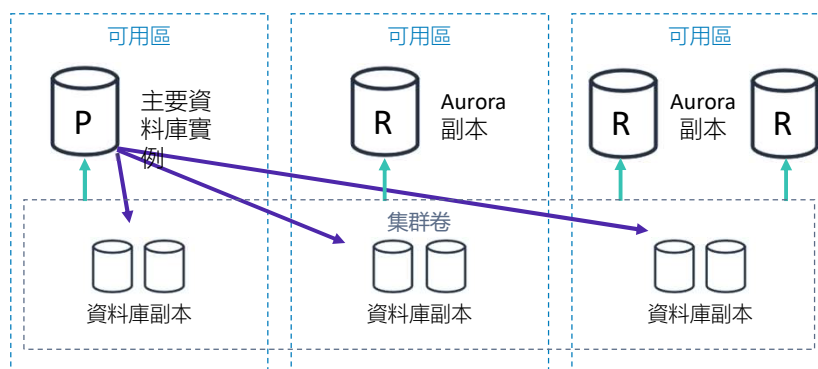 可用區
可用區
可用區
P
主要資
料庫實
例
R
Aurora
副本
R
Aurora
副本
R
集群卷
資料庫副本
資料庫副本
資料庫副本